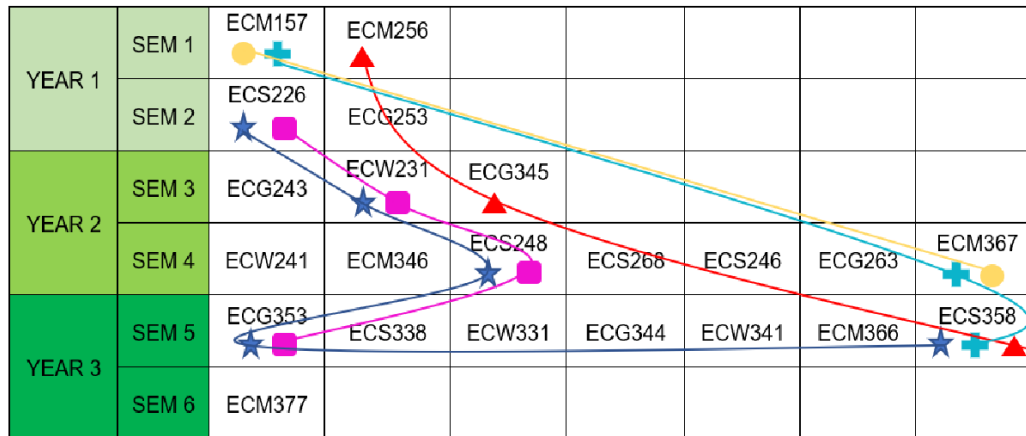 YEAR 1
SEM 1 ECM157 ECM256
SEM 2 ECS226 ECG253
YEAR 2
SEM 3 ECG243 ECW231 ECG345
SEM 4 ECW241 ECM346 ECS248 ECS268 ECS246 ECG263 ECM367
YEAR 3
SEM 5 ECG353 ECS338 ECW331 ECG344 ECW341 ECM366 ECS358
SEM 6 ECM377